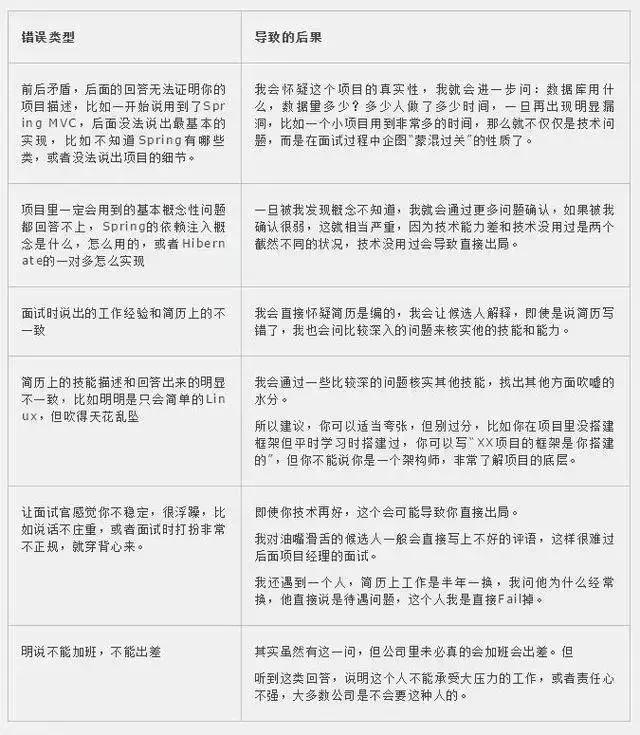 错误类型
导致的后果
前后矛盾，后面的回答无法证明你的
项目描述，比如一开始说用到了Spr
ing MVC，后面没法说出最基本的
实现，比如不知道Spring有哪些
类，或者没法说出项目的细节。
我会怀疑这个项目的真实性，我就会进一步问：数据库用什
么，数据量多少？多少人做了多少时间，一旦再出现明显漏
洞，比如一个小项目用到非常多的时间，那么就不仅仅是技术问
题，而是在面试过程中企图“蒙混过关”的性质了。
项目里一定会用到的基本概念性问题
都回答不上，Spring的依赖注入概
念是什么，怎么用的，或者Hibern
ate的一对多怎么实现
一旦被我发现概念不知道，我就会通过更多问题确认，如果被我
确认很弱，这就相当严重，因为技术能力差和技术没用过是两个
截然不同的状况，技术没用过会导致直接出局。
面试时说出的工作经验和简历上的不
一致
我会直接怀疑简历是编的，我会让候选人解释，即使是说简历写
错了，我也会问比较深入的问题来核实他的技能和能力。
简历上的技能描述和回答出来的明显
不一致，比如明明是只会简单的Lin
ux，但吹得天花乱坠
我会通过一些比较深的问题核实其他技能，找出其他方面吹嘘的
水分。
所以建议，你可以适当夸张，但别过分，比如你在项目里没搭建
框架但平时学习时搭建过，你可以写“XX项目的框架是你搭建
的”，但你不能说你是一个架构师，非常了解项目的底层。
让面试官感觉你不稳定，很浮躁，比
如说话不庄重，或者面试时打扮非常
不正规，就穿背心来。
即使你技术再好，这个会可能导致你直接出局。
我对油嘴滑舌的候选人一般会直接写上不好的评语，这样很难过
后面项目经理的面试。
我还遇到一个人，简历上工作是半年一换，我问他为什么经常
换，他直接说是待遇问题，这个人我是直接Fail掉。
明说不能加班，不能出差
其实虽然有这一问，但公司里未必真的会加班会出差。但
听到这类回答，说明这个人不能承受大压力的工作，或者责任心
不强，大多数公司是不会要这种人的。